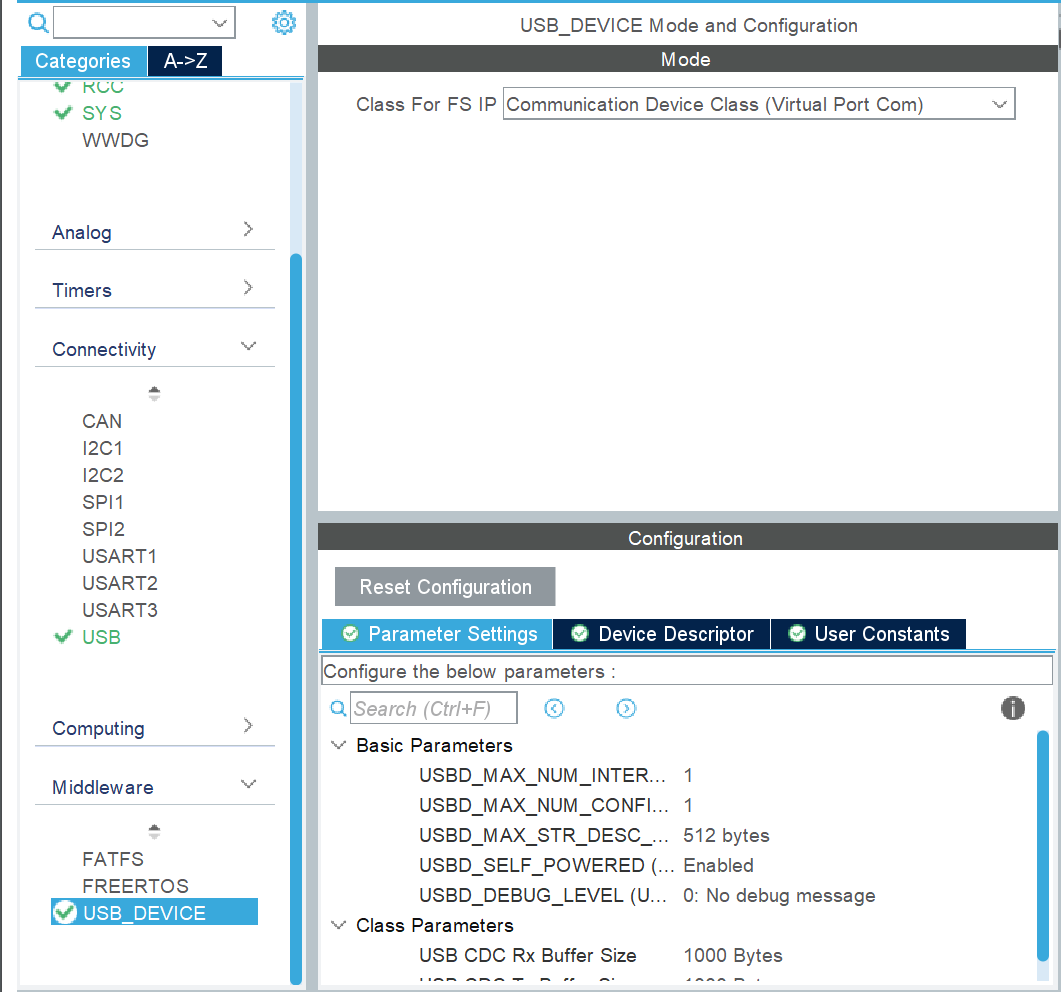 USB_DEVICE Mode and Configuration
Categories
A->Z
Mode
RCC
SYS
WWDG
Class For FS IP Communication Device Class (Virtual Port Com)
Analog
Timers
Connectivity
CAN
I2C1
I2C2
SPI1
SPI2
USART1
USART2
USART3
USB
Computing
Middleware
FATFS
FREERTOS
USB_DEVICE
Configuration
Reset Configuration
Parameter Settings
Device Descriptor
User Constants
Configure the below parameters :
Search (Ctrl+F)
Basic Parameters
USBD_MAX_NUM_INTER... 1
USBD_MAX_NUM_CONFI... 1
USBD_MAX_STR_DESC_... 512 bytes
USBD_SELF_POWERED (... Enabled
USBD_DEBUG_LEVEL (U... 0: No debug message
Class Parameters
USB CDC Rx Buffer Size 1000 Bytes